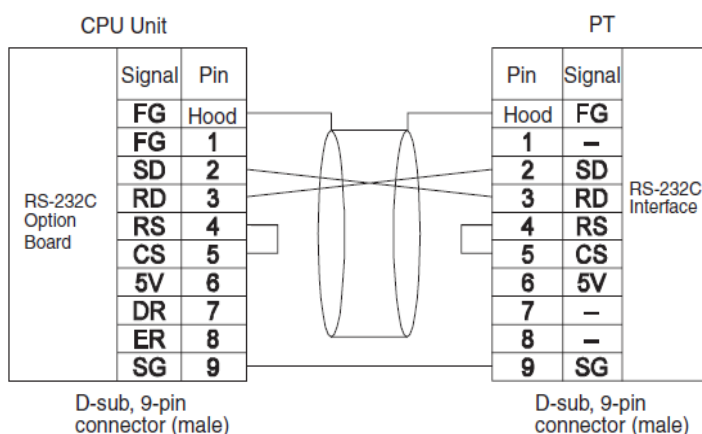 CPU Unit PT
Signal Pin Pin Signal
FG Hood Hood FG
FG 1 1 –
SD 2 2 SD
RD 3 3 RD
RS-232C Option Board
RS-232C Interface
RS 4 4 RS
CS 5 5 CS
5V 6 6 5V
DR 7 7 –
ER 8 8 –
SG 9 9 SG
D-sub, 9-pin D-sub, 9-pin
connector (male) connector (male)